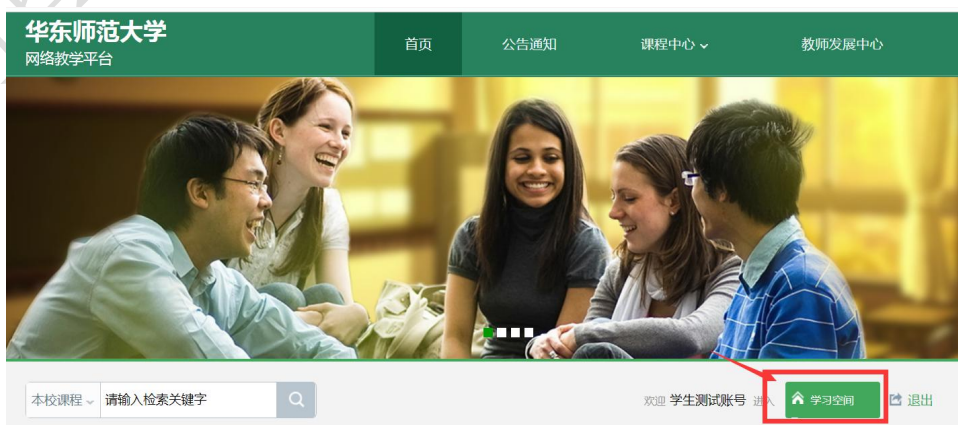 华东师范大学
网络教学平台
首页 公告通知 课程中心 教师发展中心
本校课程 请输入检索关键字 欢迎 学生测试账号 进入 学习空间 退出